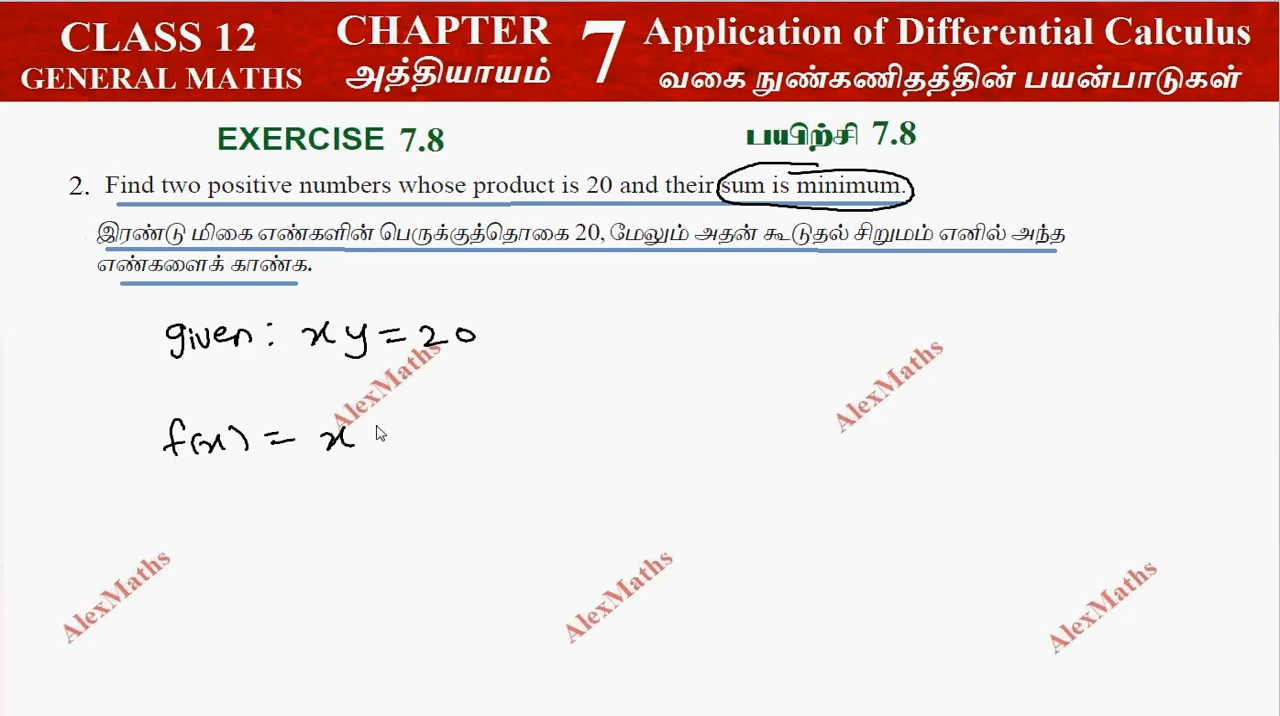 CLASS 12
GENERAL MATHS
CHAPTER
அத்தியாயம்
7
Application of Differential Calculus
வகை நுண்கணிதத்தின் பயன்பாடுகள்
EXERCISE 7.8
பயிற்சி 7.8
2. Find two positive numbers whose product is 20 and their sum is minimum.
இரண்டு மிகை எண்களின் பெருக்குத்தொகை 20, மேலும் அதன் கூடுதல் சிறுமம் எனில் அந்த
எண்களைக் காண்க.
given: xy = 20
f(x) = x
AlexMaths
AlexMaths
AlexMaths
AlexMaths
AlexMaths